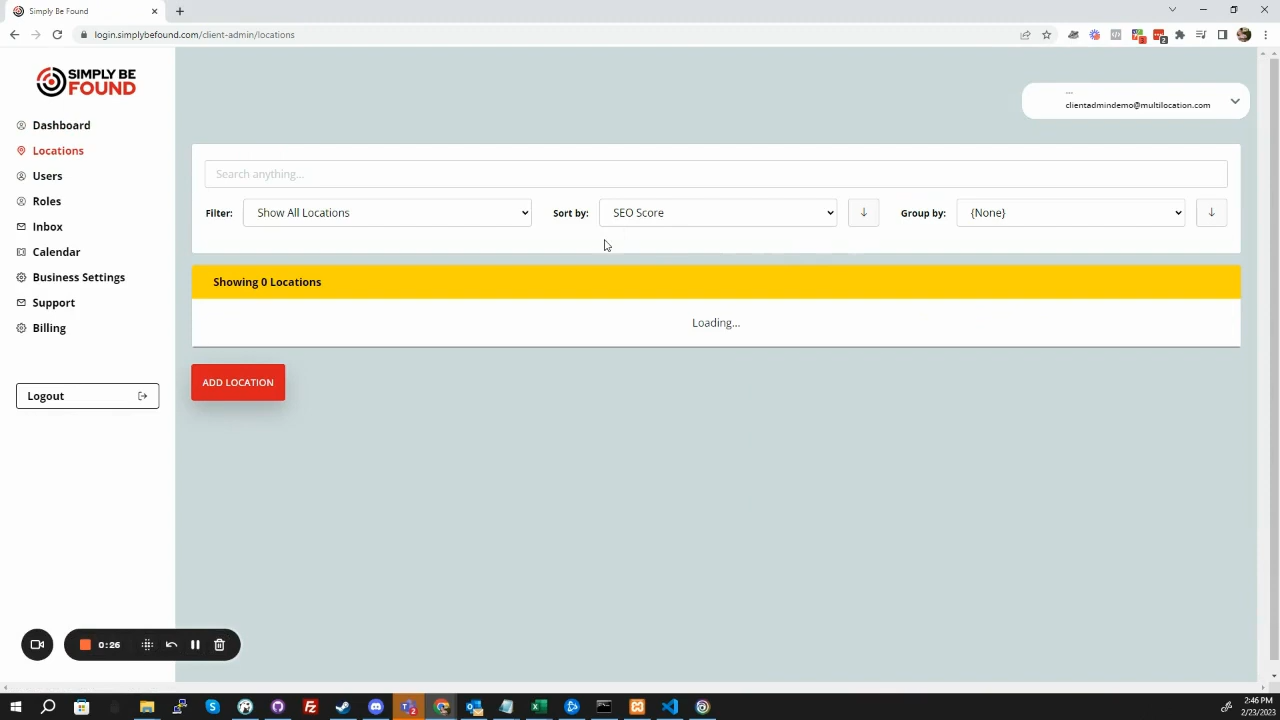 Simply Be Found
login.simplybefound.com/client-admin/locations
SIMPLY BE
FOUND
...
clientadmindemo@multilocation.com
Dashboard
Locations
Users
Roles
Inbox
Calendar
Business Settings
Support
Billing
Logout
Search anything...
Filter: Show All Locations Sort by: SEO Score Group by: {None}
Showing 0 Locations
Loading...
ADD LOCATION
0:26
2:46 PM
2/23/2023